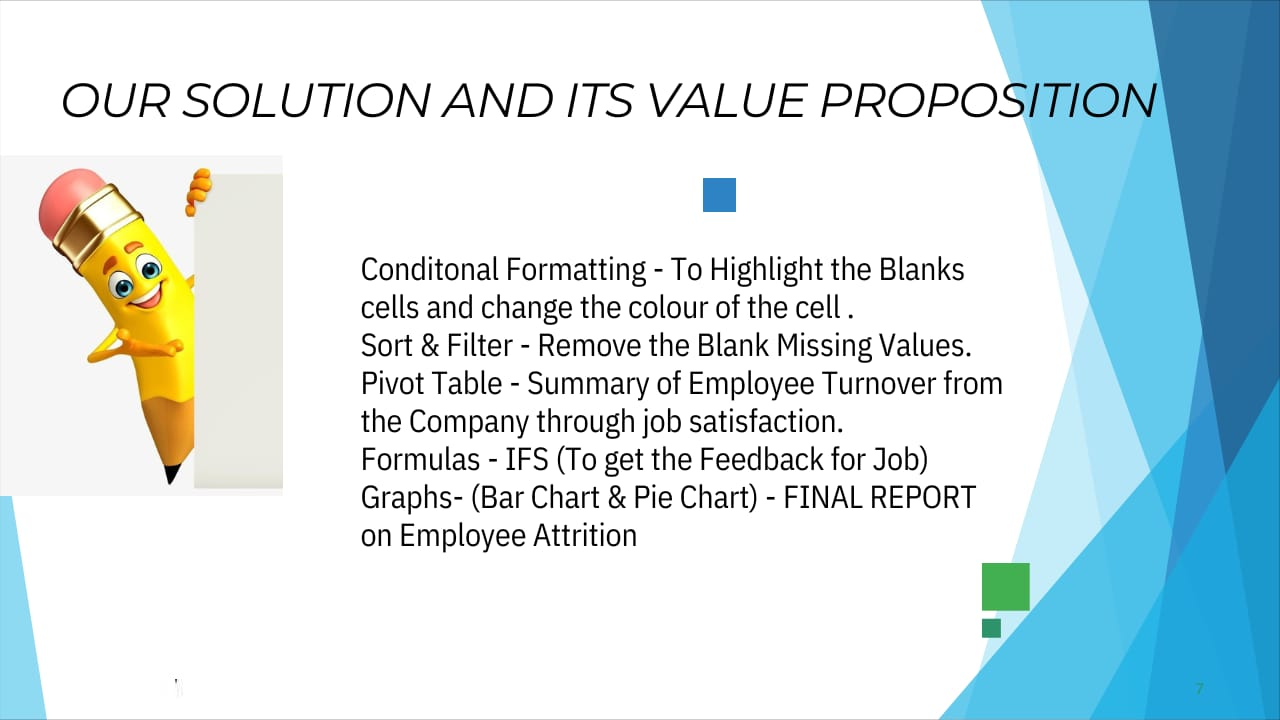 OUR SOLUTION AND ITS VALUE PROPOSITION
Conditonal Formatting - To Highlight the Blanks
cells and change the colour of the cell .
Sort & Filter - Remove the Blank Missing Values.
Pivot Table - Summary of Employee Turnover from
the Company through job satisfaction.
Formulas - IFS (To get the Feedback for Job)
Graphs- (Bar Chart & Pie Chart) - FINAL REPORT
on Employee Attrition
7